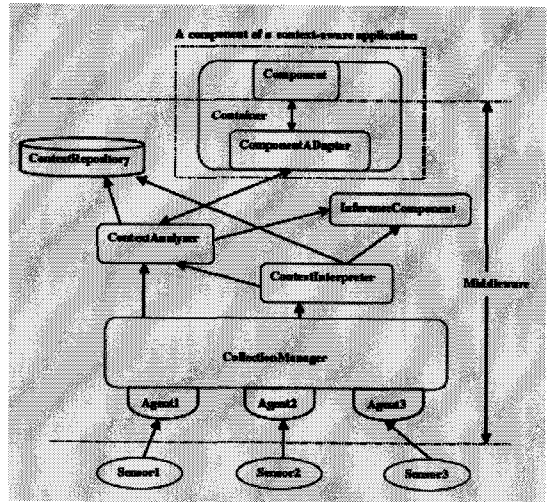 A component of a context-aware application
Component
Container
ComponentADapter
ContextRepository
InferenceComponent
ContextAnalyzer
ContextInterpreter
Middleware
CollectionManager
Agent1
Agent2
Agent3
Sensor1
Sensor2
Sensor3